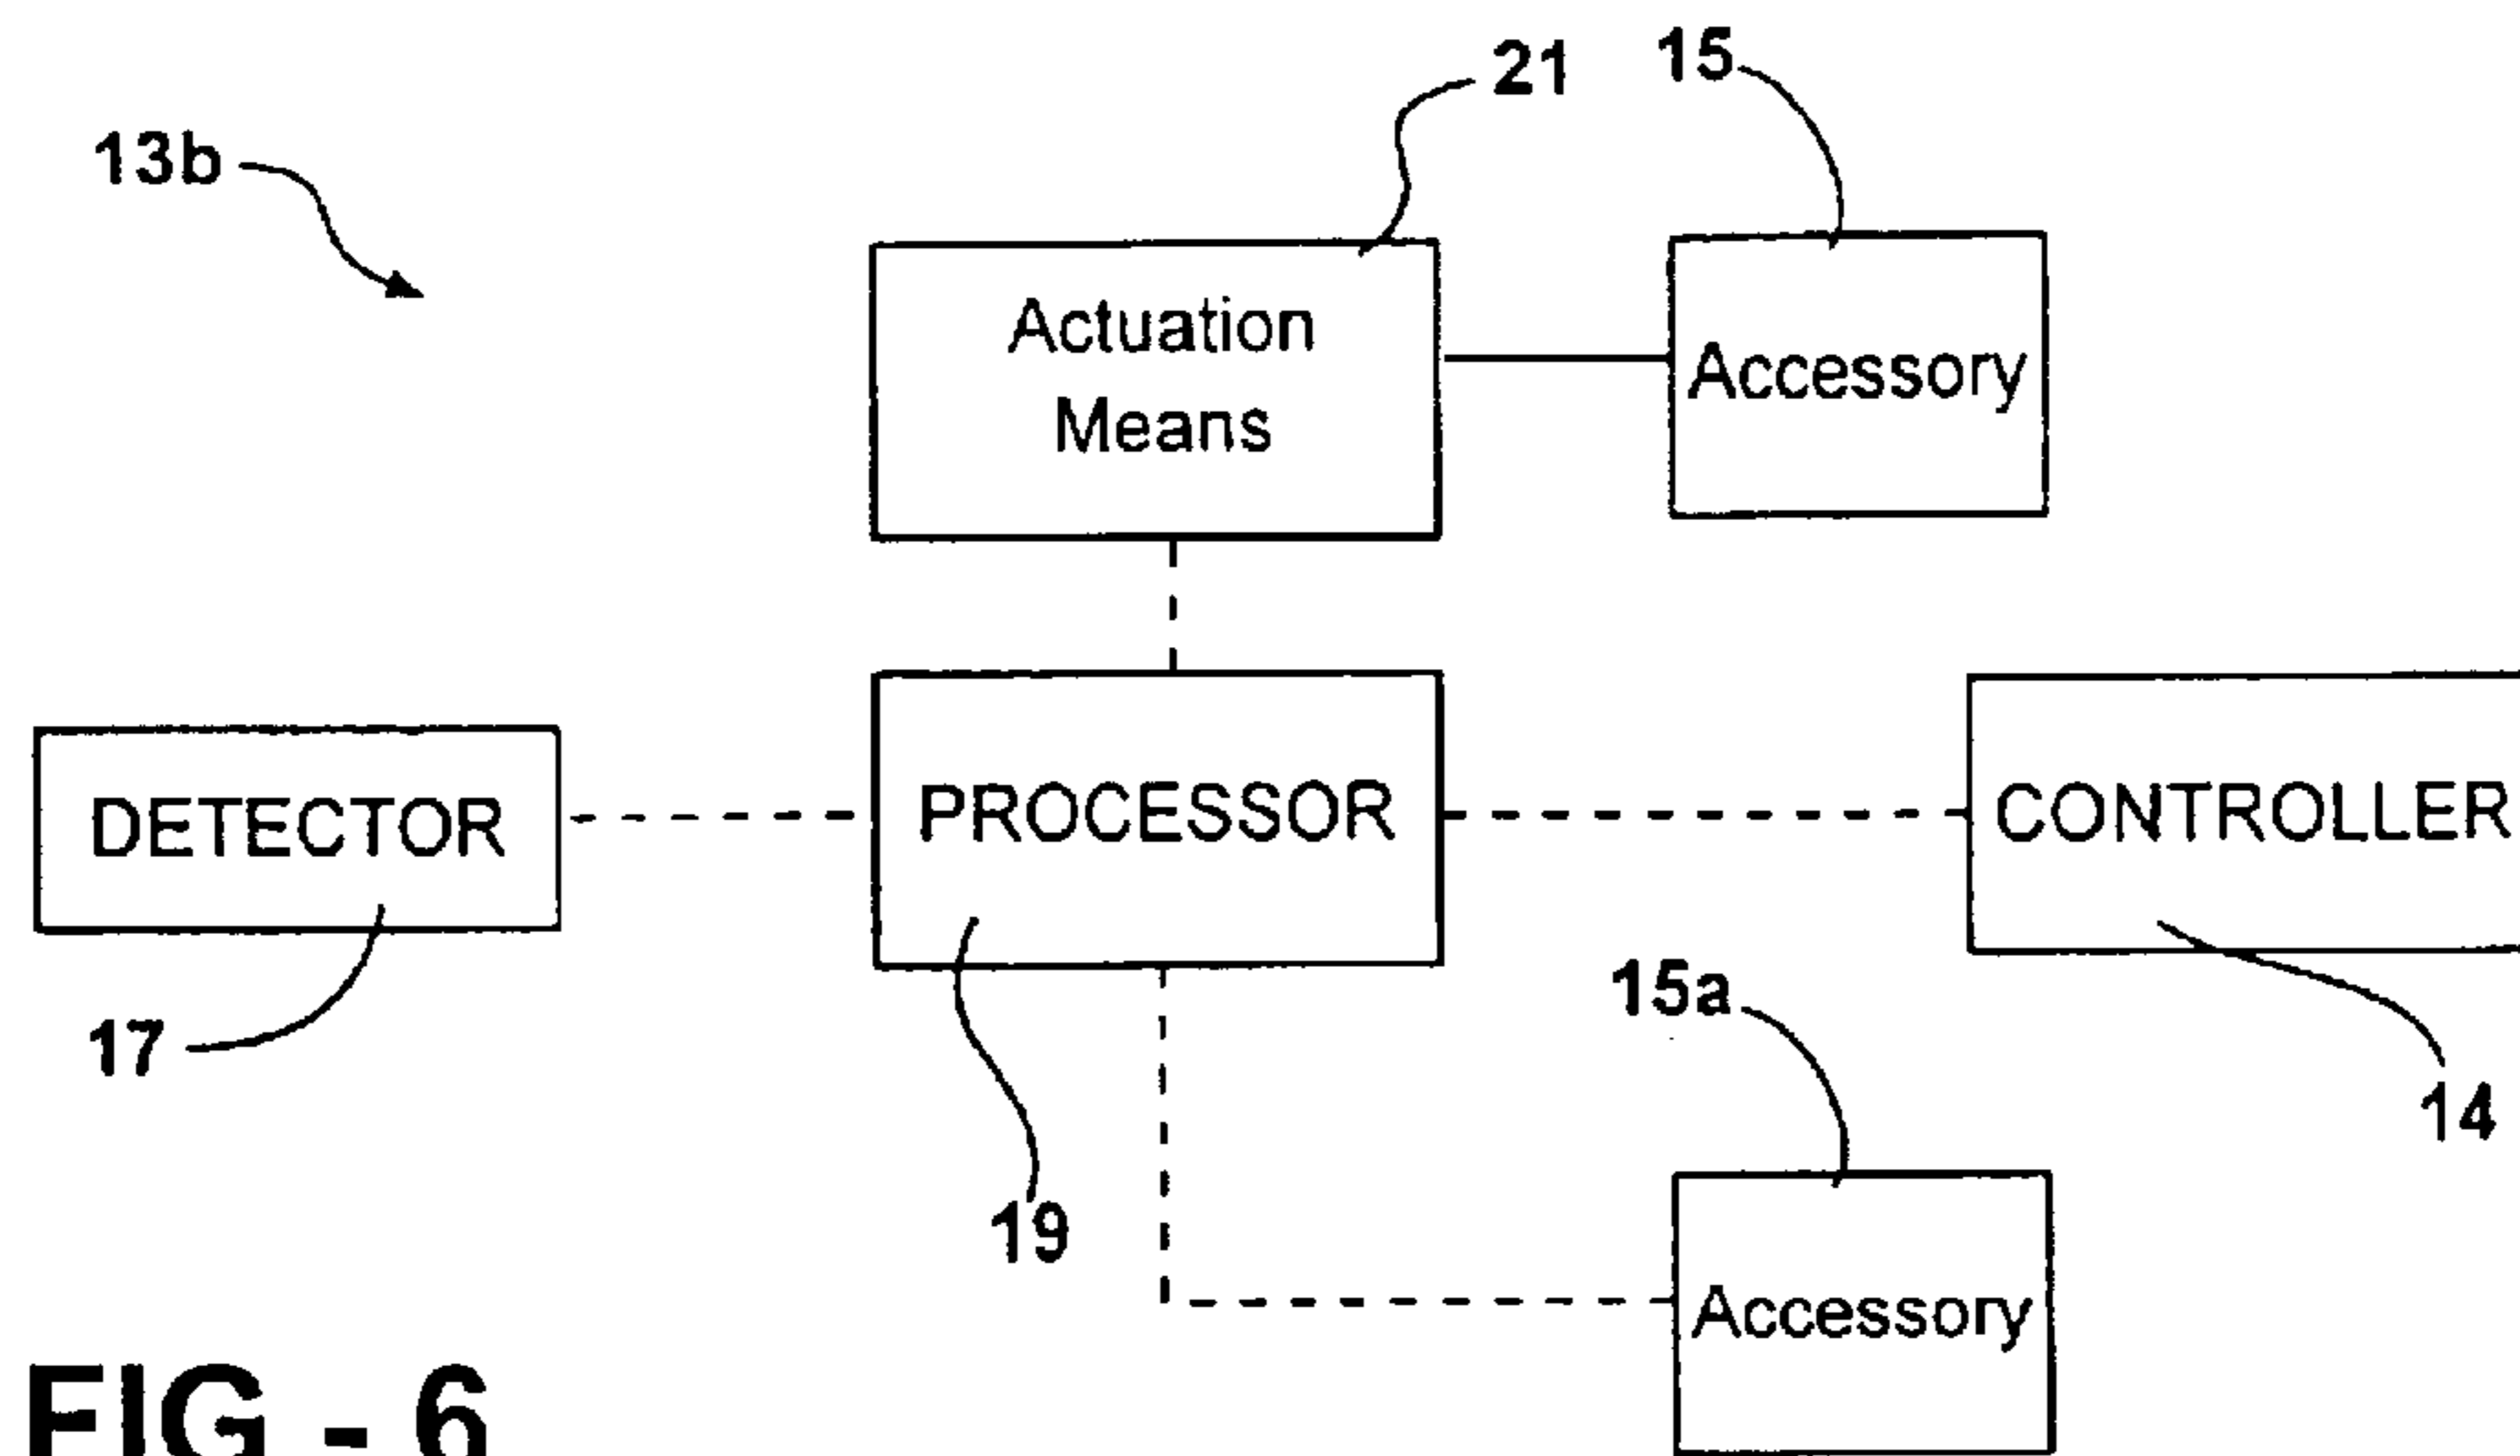 21
15
13b
Actuation
Means
Accessory
DETECTOR
PROCESSOR
CONTROLLER
15a
17
14
19
Accessory
FIG - 6